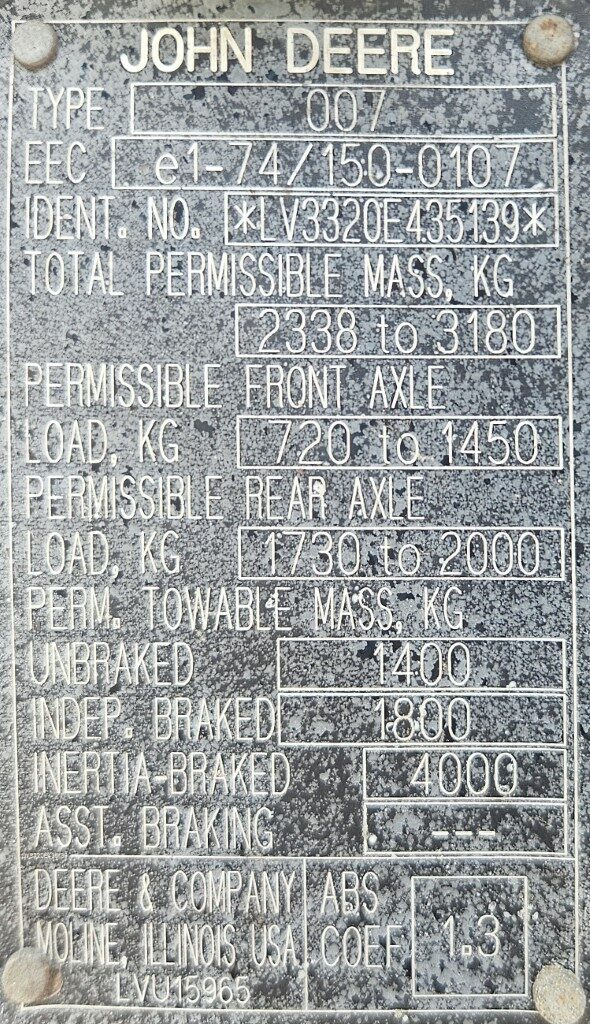 JOHN DEERE
TYPE 007
EEC e1-74/150-0107
IDENT. NO. *LV3320E435139*
TOTAL PERMISSIBLE MASS, KG
2338 to 3180
PERMISSIBLE FRONT AXLE
LOAD, KG 720 to 1450
PERMISSIBLE REAR AXLE
LOAD, KG 1730 to 2000
PERM. TOWABLE MASS, KG
UNBRAKED 1400
INDEP. BRAKED 1800
INERTIA-BRAKED 4000
ASST. BRAKING ---
DEERE & COMPANY
MOLINE, ILLINOIS USA
LVU15965
ABS
COEF 1.3